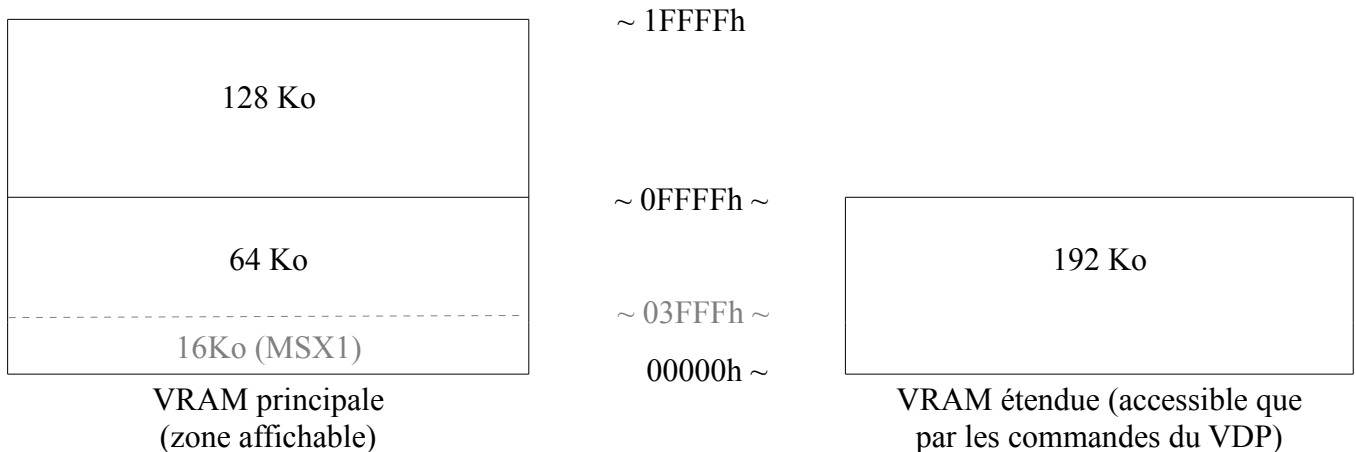 ~ 1FFFFh
128 Ko
~ 0FFFFh ~
64 Ko
192 Ko
~ 03FFFh ~
16Ko (MSX1)
00000h ~
VRAM principale
(zone affichable)
VRAM étendue (accessible que
par les commandes du VDP)